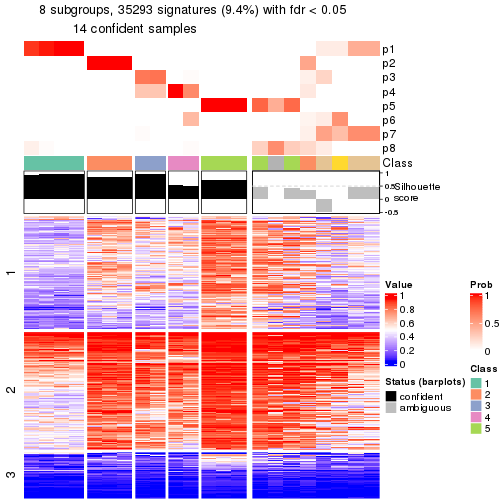 8 subgroups, 35293 signatures (9.4%) with fdr < 0.05
14 confident samples
p1
p2
p3
p4
p5
p6
p7
p8
Class
1
0.5
0
-0.5
Silhouette
score
1
2
3
Value
1
0.8
0.6
0.4
0.2
0
Status (barplots)
confident
ambiguous
Prob
1
0.5
0
Class
1
2
3
4
5